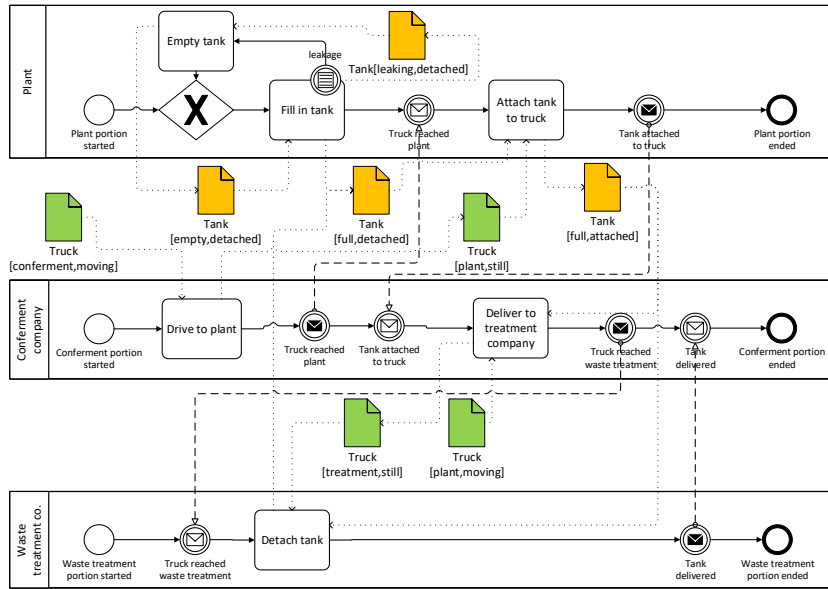 Plant
Empty tank
leakage
Tank[leaking,detached]
X
Fill in tank
Attach tank
to truck
Plant portion
started
Truck reached
plant
Tank attached
to truck
Plant portion
ended
Truck
[conferment,moving]
Tank
[empty,detached]
Tank
[full,detached]
Truck
[plant,still]
Tank
[full,attached]
Conferment
company
Drive to plant
Deliver to
treatment
company
Conferment portion
started
Truck reached
plant
Tank attached
to truck
Truck reached
waste treatment
Tank
delivered
Conferment portion
ended
Truck
[treatment,still]
Truck
[plant,moving]
Waste
treatment co.
Detach tank
Waste treatment
portion started
Truck reached
waste treatment
Tank
delivered
Waste treatment
portion ended